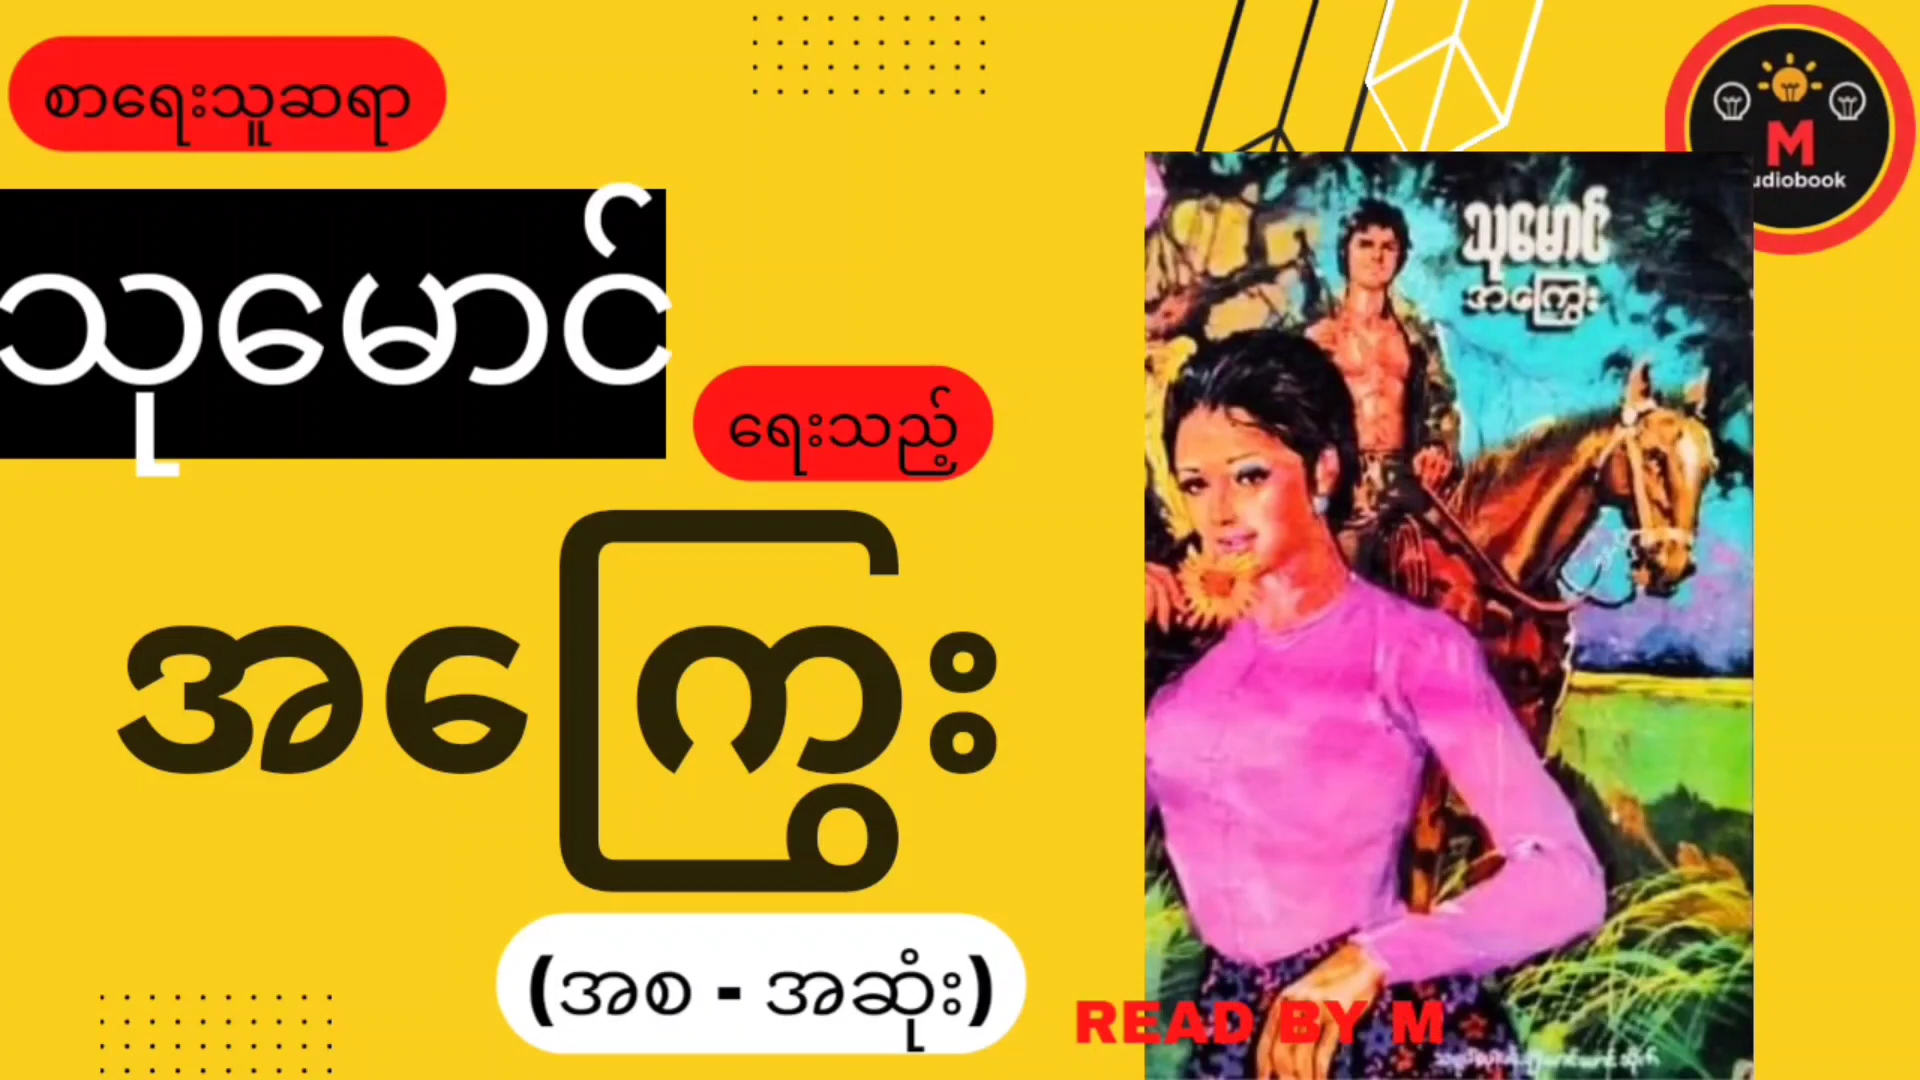 စာရေးသူဆရာ
သုမောင်
ရေးသည့်
အကြွေး
(အစ - အဆုံး)
M
udiobook
သုမောင်
အကြွေး
READ BY M